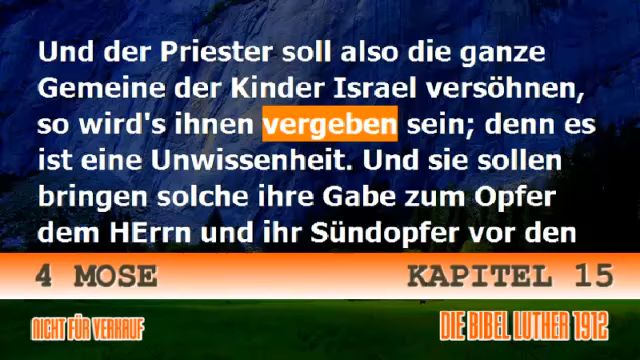 Und der Priester soll also die ganze
Gemeine der Kinder Israel versöhnen,
so wird's ihnen vergeben sein; denn es
ist eine Unwissenheit. Und sie sollen
bringen solche ihre Gabe zum Opfer
dem HErrn und ihr Sündopfer vor den
4 MOSE KAPITEL 15
NICHT FÜR VERKAUF DIE BIBEL LUTHER 1912